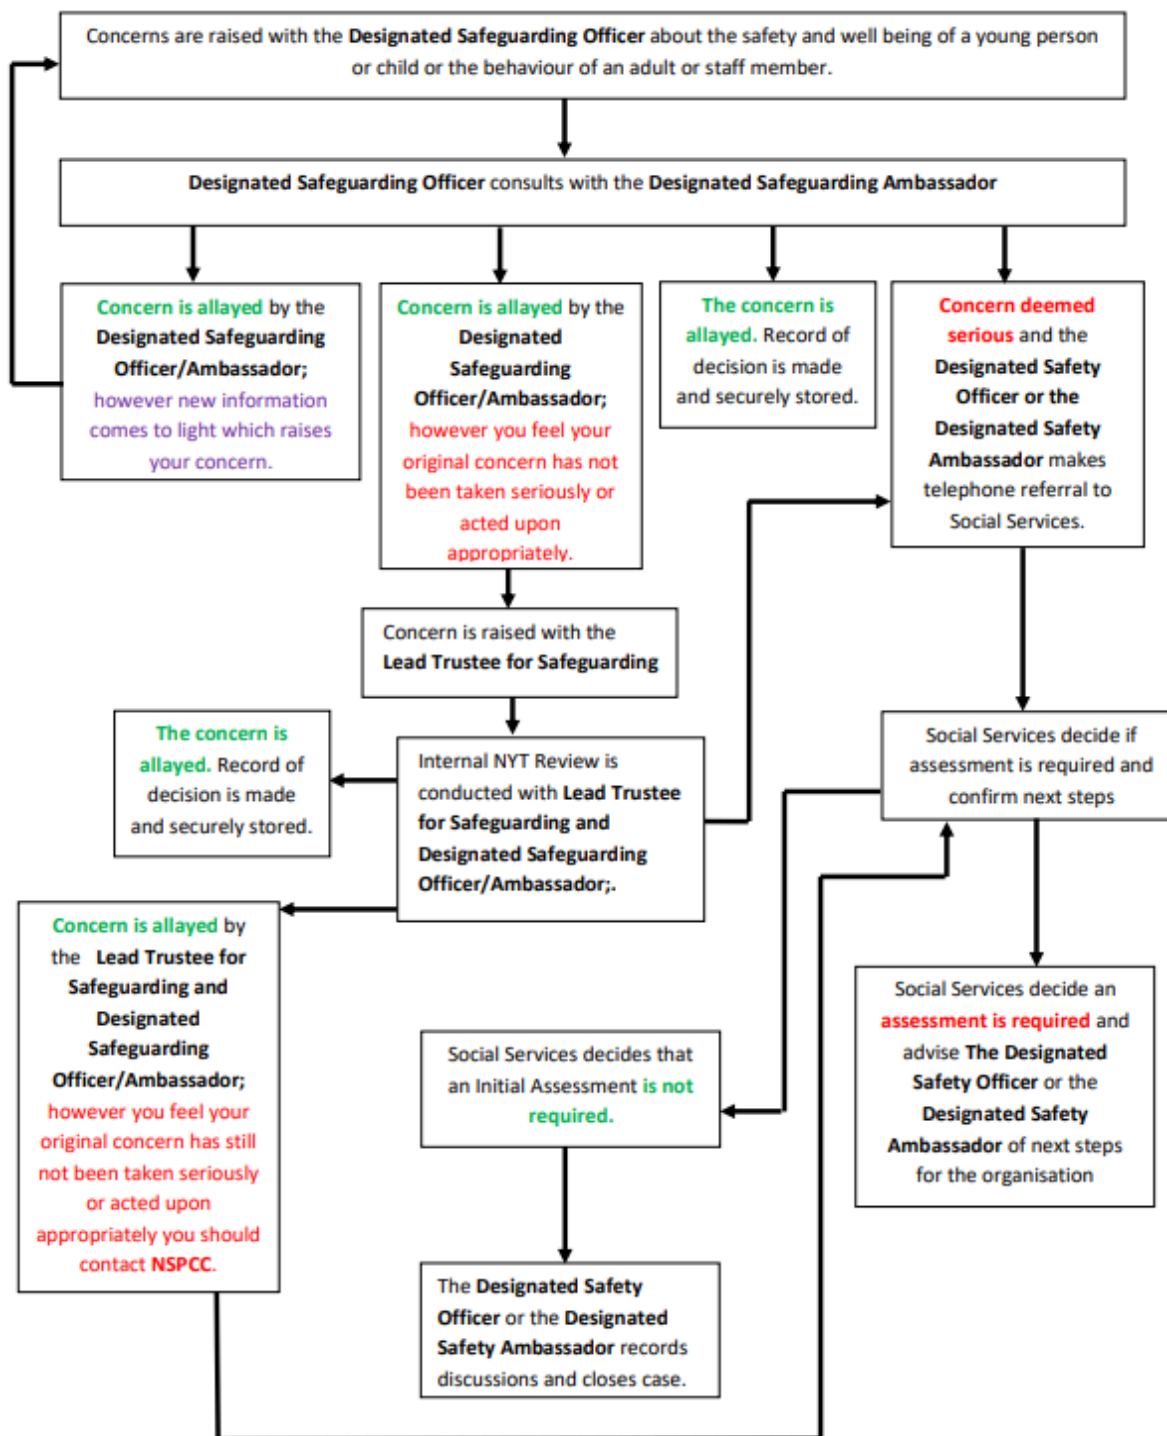 Concerns are raised with the Designated Safeguarding Officer about the safety and well being of a young person
or child or the behaviour of an adult or staff member.
Designated Safeguarding Officer consults with the Designated Safeguarding Ambassador
Concern is allayed by the
Designated Safeguarding
Officer/Ambassador;
however new information
comes to light which raises
your concern.
Concern is allayed by the
Designated
Safeguarding
Officer/Ambassador;
however you feel your
original concern has not
been taken seriously or
acted upon
appropriately.
The concern is
allayed. Record of
decision is made
and securely stored.
Concern deemed
serious and the
Designated Safety
Officer or the
Designated Safety
Ambassador makes
telephone referral to
Social Services.
Concern is raised with the
Lead Trustee for Safeguarding
The concern is
allayed. Record of
decision is made
and securely stored.
Internal NYT Review is
conducted with Lead Trustee
for Safeguarding and
Designated Safeguarding
Officer/Ambassador;.
Social Services decide if
assessment is required and
confirm next steps
Concern is allayed by
the Lead Trustee for
Safeguarding and
Designated
Safeguarding
Officer/Ambassador;
however you feel your
original concern has still
not been taken seriously
or acted upon
appropriately you should
contact NSPCC.
Social Services decides that
an Initial Assessment is not
required.
Social Services decide an
assessment is required and
advise The Designated
Safety Officer or the
Designated Safety
Ambassador of next steps
for the organisation
The Designated Safety
Officer or the Designated
Safety Ambassador records
discussions and closes case.